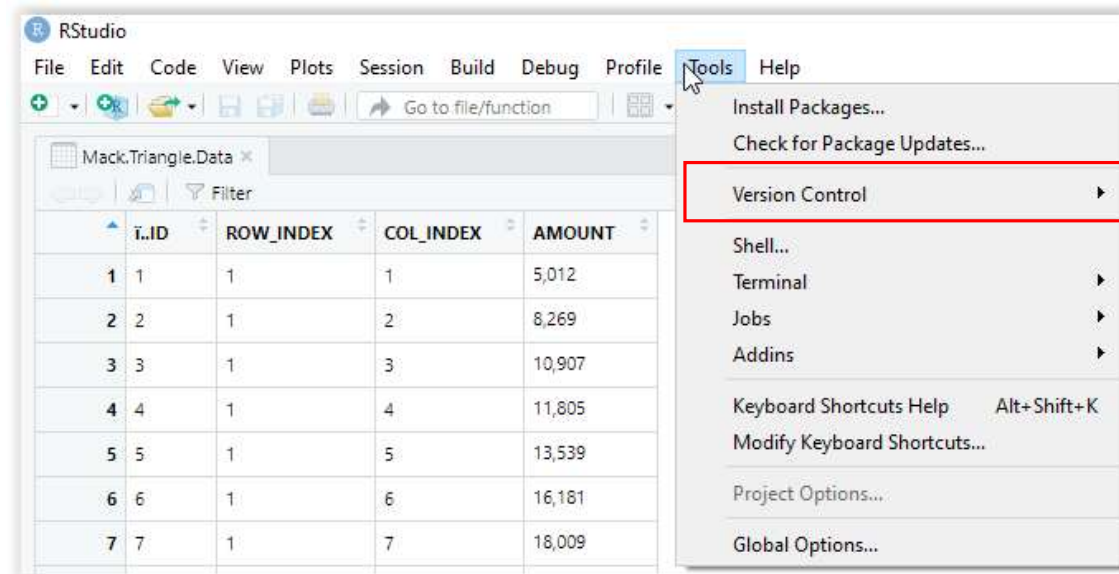 RStudio
File Edit Code View Plots Session Build Debug Profile Tools Help
Go to file/function
Mack.Triangle.Data
Filter
ï..ID ROW_INDEX COL_INDEX AMOUNT
1 1 1 1 5,012
2 2 1 2 8,269
3 3 1 3 10,907
4 4 1 4 11,805
5 5 1 5 13,539
6 6 1 6 16,181
7 7 1 7 18,009
Install Packages...
Check for Package Updates...
Version Control
Shell...
Terminal
Jobs
Addins
Keyboard Shortcuts Help Alt+Shift+K
Modify Keyboard Shortcuts...
Project Options...
Global Options...